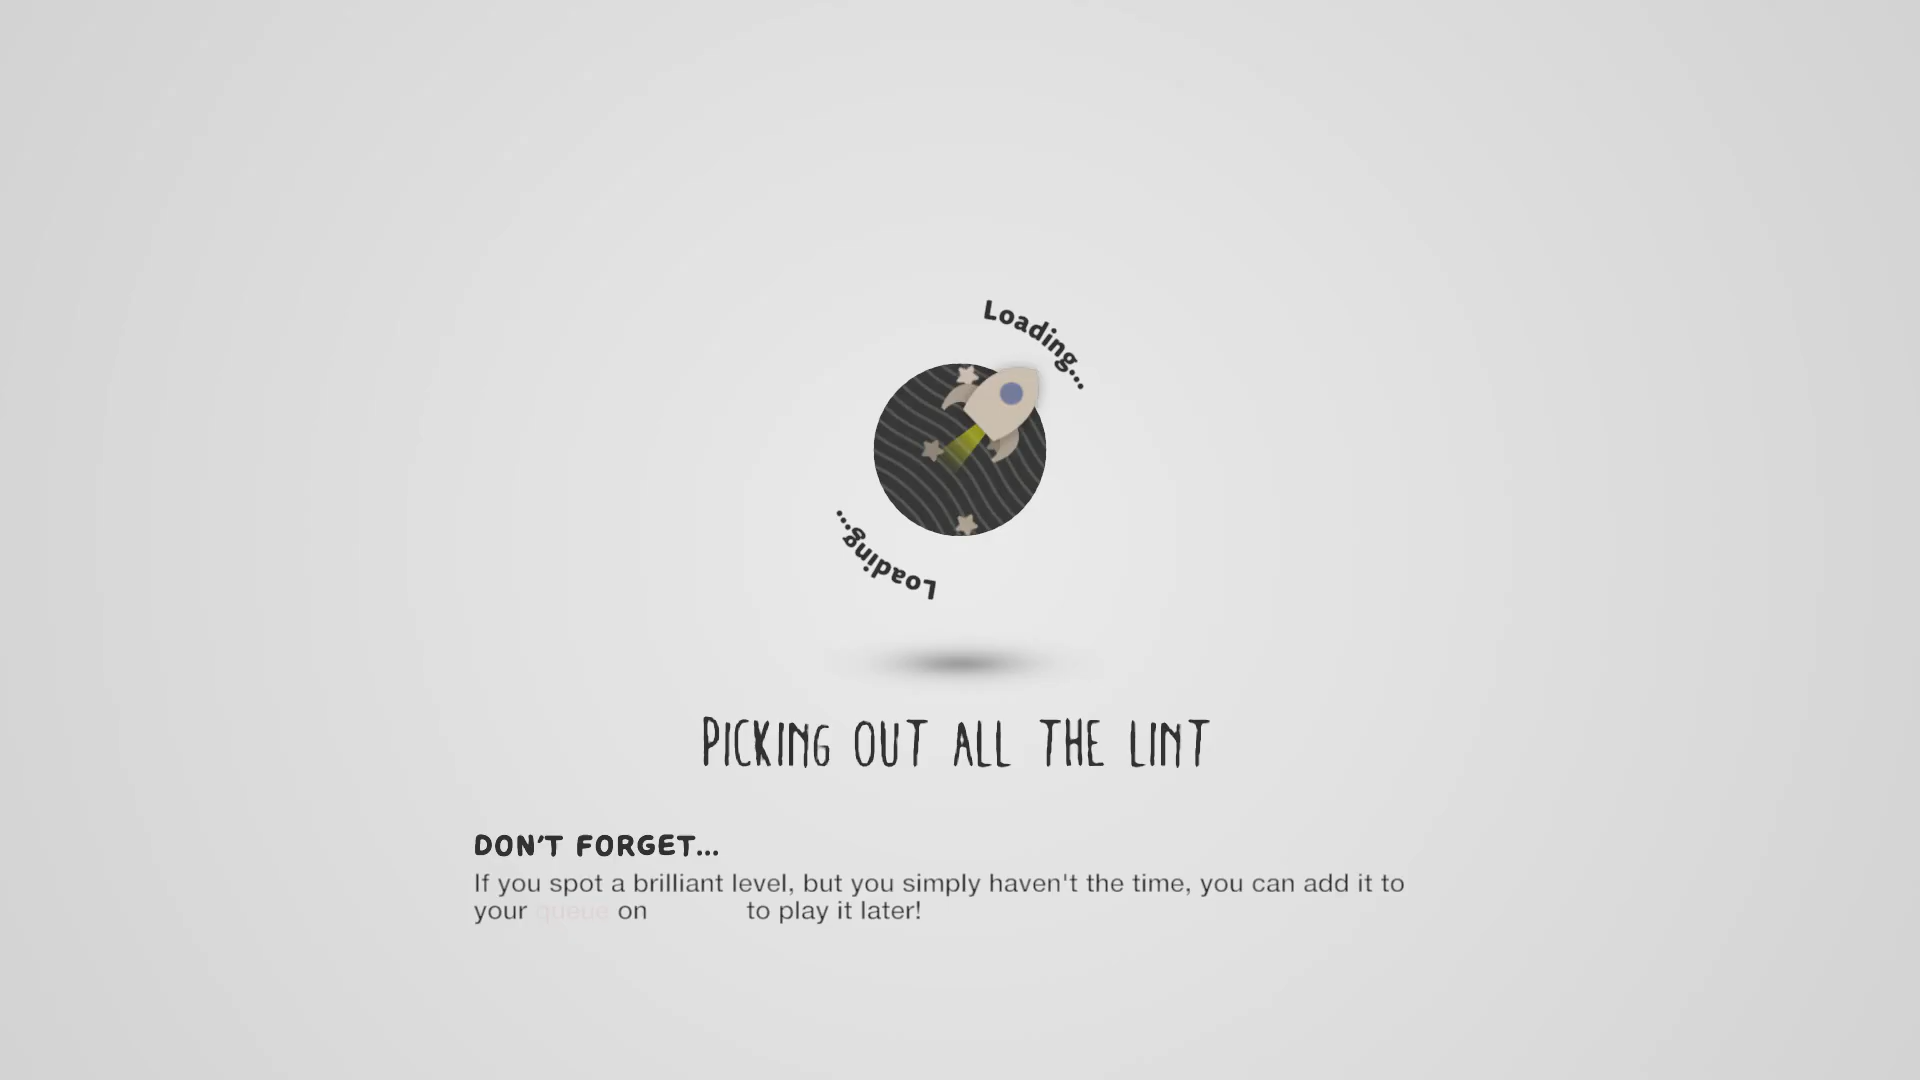 Loading...
Loading...
PICKING OUT ALL THE LINT
DON'T FORGET...
If you spot a brilliant level, but you simply haven't the time, you can add it to
your queue on to play it later!